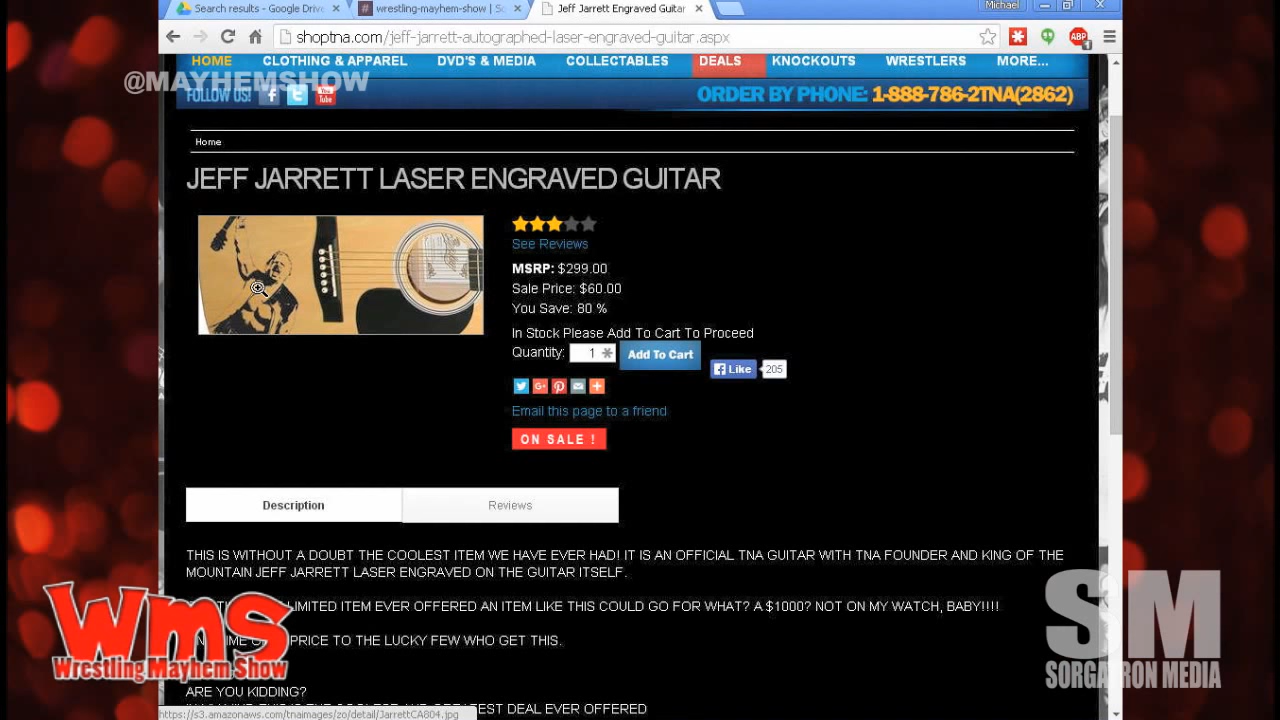 Search results - Google Drive
wrestling-mayhem-show | S
Jeff Jarrett Engraved Guitar
Michael
shoptna.com/jeff-jarrett-autographed-laser-engraved-guitar.aspx
ABP
1
HOME
CLOTHING & APPAREL
DVD'S & MEDIA
COLLECTABLES
DEALS
KNOCKOUTS
WRESTLERS
MORE...
@MAYHEMSHOW
FOLLOW US!
You Tube
ORDER BY PHONE: 1-888-786-2TNA(2862)
Home
JEFF JARRETT LASER ENGRAVED GUITAR
See Reviews
MSRP: $299.00
Sale Price: $60.00
You Save: 80 %
In Stock Please Add To Cart To Proceed
Quantity: 1
Add To Cart
Like
205
Email this page to a friend
ON SALE !
Description
Reviews
THIS IS WITHOUT A DOUBT THE COOLEST ITEM WE HAVE EVER HAD! IT IS AN OFFICIAL TNA GUITAR WITH TNA FOUNDER AND KING OF THE
MOUNTAIN JEFF JARRETT LASER ENGRAVED ON THE GUITAR ITSELF.
LIMITED ITEM EVER OFFERED AN ITEM LIKE THIS COULD GO FOR WHAT? A $1000? NOT ON MY WATCH, BABY!!!!
PRICE TO THE LUCKY FEW WHO GET THIS.
ARE YOU KIDDING?
DEAL EVER OFFERED
https://s3.amazonaws.com/tnaimages/zo/detail/JarrettCA804.jpg
WMS
Wrestling Mayhem Show
SM
SORGATRON MEDIA